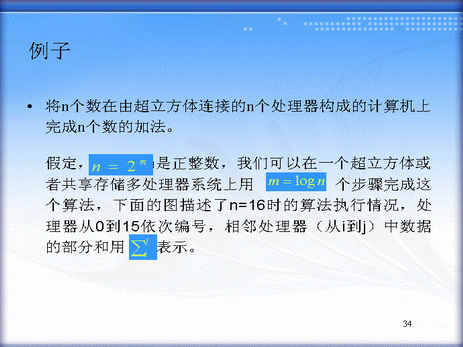 例子
• 将n个数在由超立方体连接的n个处理器构成的计算机上
完成n个数的加法。
假定，n = 2^m 是正整数，我们可以在一个超立方体或
者共享存储多处理器系统上用 m = log n 个步骤完成这
个算法，下面的图描述了n=16时的算法执行情况，处
理器从0到15依次编号，相邻处理器（从i到j）中数据
的部分和用 ∑ 表示。
34